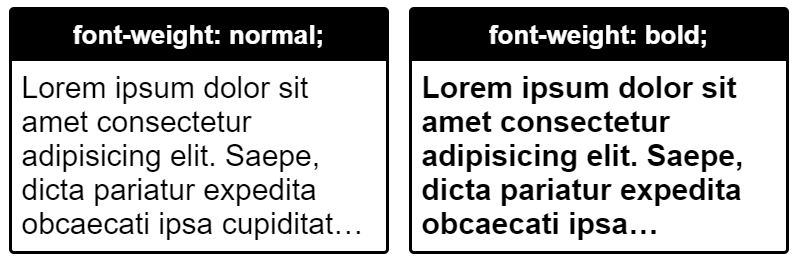 font-weight: normal;
Lorem ipsum dolor sit
amet consectetur
adipisicing elit. Saepe,
dicta pariatur expedita
obcaecati ipsa cupiditat…
font-weight: bold;
Lorem ipsum dolor sit
amet consectetur
adipisicing elit. Saepe,
dicta pariatur expedita
obcaecati ipsa…